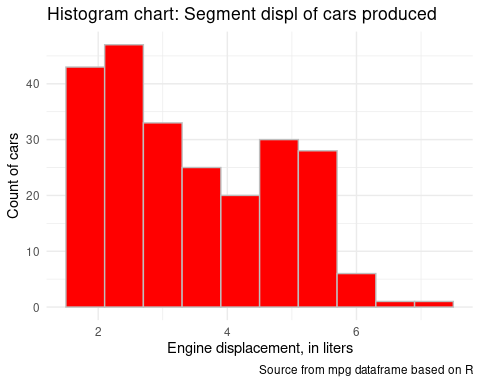 Histogram chart: Segment displ of cars produced
Count of cars
40
30
20
10
0
2 4 6
Engine displacement, in liters
Source from mpg dataframe based on R